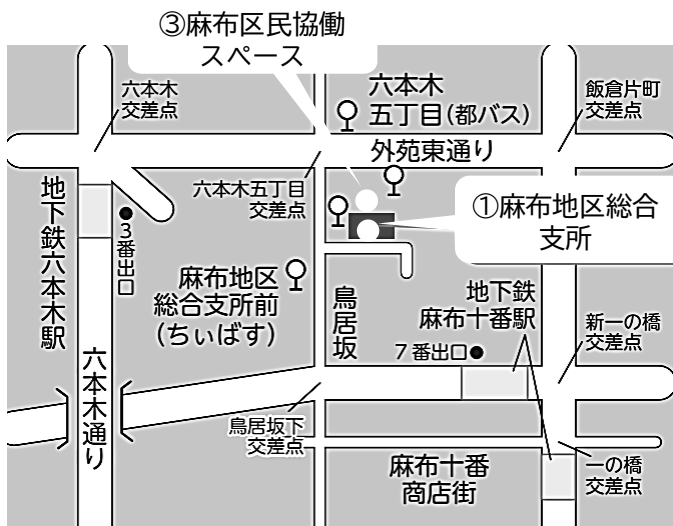 ③麻布区民協働
スペース
六本木
交差点
六本木
五丁目(都バス)
飯倉片町
交差点
外苑東通り
地下鉄六本木駅
3番出口
六本木五丁目
交差点
①麻布地区総合
支所
麻布地区
総合支所前
(ちぃばす)
鳥居坂
地下鉄
麻布十番駅
7番出口
新一の橋
交差点
六本木通り
鳥居坂下
交差点
麻布十番
商店街
一の橋
交差点